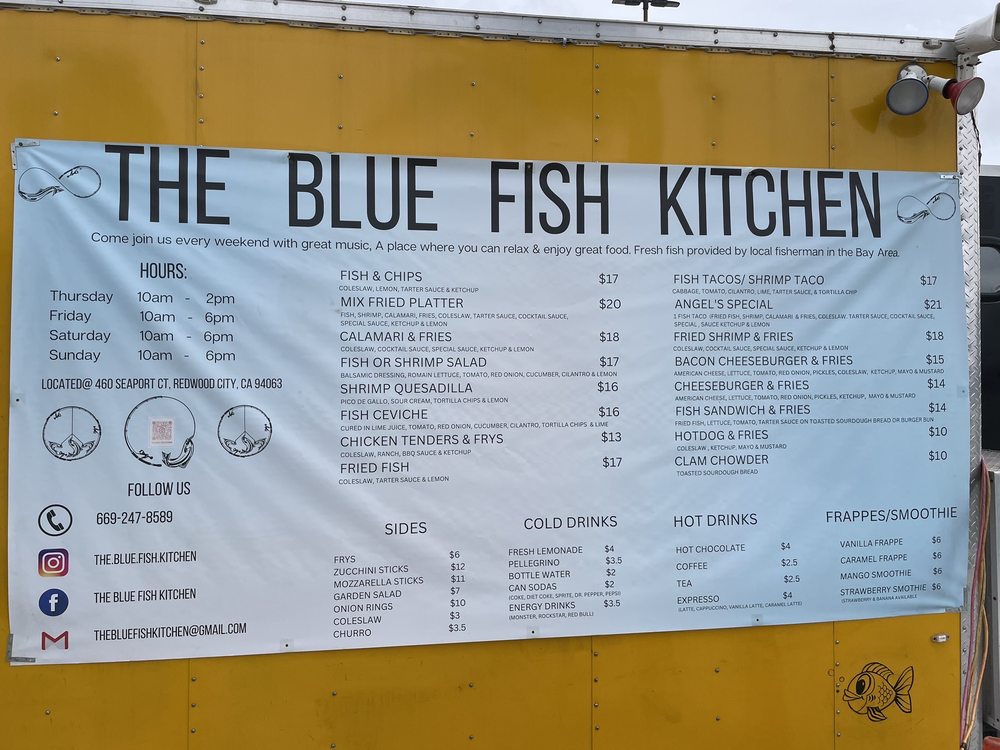 THE BLUE FISH KITCHEN
Come join us every weekend with great music, A place where you can relax & enjoy great food. Fresh fish provided by local fisherman in the Bay Area.
HOURS:
Thursday 10am - 2pm
Friday 10am - 6pm
Saturday 10am - 6pm
Sunday 10am - 6pm
LOCATED@ 460 SEAPORT CT, REDWOOD CITY, CA 94063
FOLLOW US
669-247-8589
THE.BLUE.FISH.KITCHEN
THE BLUE FISH KITCHEN
THEBLUEFISHKITCHEN@GMAIL.COM
FISH & CHIPS $17
COLESLAW, LEMON, TARTER SAUCE & KETCHUP
MIX FRIED PLATTER $20
FISH, SHRIMP, CALAMARI, FRIES, COLESLAW, TARTER SAUCE, COCKTAIL SAUCE,
SPECIAL SAUCE, KETCHUP & LEMON
CALAMARI & FRIES $18
COLESLAW, COCKTAIL SAUCE, SPECIAL SAUCE, KETCHUP & LEMON
FISH OR SHRIMP SALAD $17
BALSAMIC DRESSING, ROMAIN LETTUCE, TOMATO, RED ONION, CUCUMBER, CILANTRO & LEMON
SHRIMP QUESADILLA $16
PICO DE GALLO, SOUR CREAM, TORTILLA CHIPS & LEMON
FISH CEVICHE $16
CURED IN LIME JUICE, TOMATO, RED ONION, CUCUMBER, CILANTRO, TORTILLA CHIPS & LIME
CHICKEN TENDERS & FRYS $13
COLESLAW, RANCH, BBQ SAUCE & KETCHUP
FRIED FISH $17
COLESLAW, TARTER SAUCE & LEMON
FISH TACOS/ SHRIMP TACO $17
CABBAGE, TOMATO, CILANTRO, LIME, TARTER SAUCE, & TORTILLA CHIP
ANGEL'S SPECIAL $21
1 FISH TACO (FRIED FISH, SHRIMP, CALAMARI & FRIES, COLESLAW, TARTER SAUCE, COCKTAIL SAUCE,
SPECIAL , SAUCE KETCHUP & LEMON
FRIED SHRIMP & FRIES $18
COLESLAW, COCKTAIL SAUCE, SPECIAL SAUCE, KETCHUP & LEMON
BACON CHEESEBURGER & FRIES $15
AMERICAN CHEESE, LETTUCE, TOMATO, RED ONION, PICKLES, COLESLAW, KETCHUP, MAYO & MUSTARD
CHEESEBURGER & FRIES $14
AMERICAN CHEESE, LETTUCE, TOMATO, RED ONION, PICKLES, KETCHUP, MAYO & MUSTARD
FISH SANDWICH & FRIES $14
FRIED FISH, LETTUCE, TOMATO, TARTER SAUCE ON TOASTED SOURDOUGH BREAD OR BURGER BUN
HOTDOG & FRIES $10
COLESLAW , KETCHUP. MAYO & MUSTARD
CLAM CHOWDER $10
TOASTED SOURDOUGH BREAD
SIDES
FRYS $6
ZUCCHINI STICKS $12
MOZZARELLA STICKS $11
GARDEN SALAD $7
ONION RINGS $10
COLESLAW $3
CHURRO $3.5
COLD DRINKS
FRESH LEMONADE $4
PELLEGRINO $3.5
BOTTLE WATER $2
CAN SODAS $2
(COKE, DIET COKE, SPRITE, DR. PEPPER, PEPSI)
ENERGY DRINKS $3.5
(MONSTER, ROCKSTAR, RED BULL)
HOT DRINKS
HOT CHOCOLATE $4
COFFEE $2.5
TEA $2.5
EXPRESSO $4
(LATTE, CAPPUCCINO, VANILLA LATTE, CARAMEL LATTE)
FRAPPES/SMOOTHIE
VANILLA FRAPPE $6
CARAMEL FRAPPE $6
MANGO SMOOTHIE $6
STRAWBERRY SMOTHIE $6
(STRAWBERRY & BANANA AVAILABLE